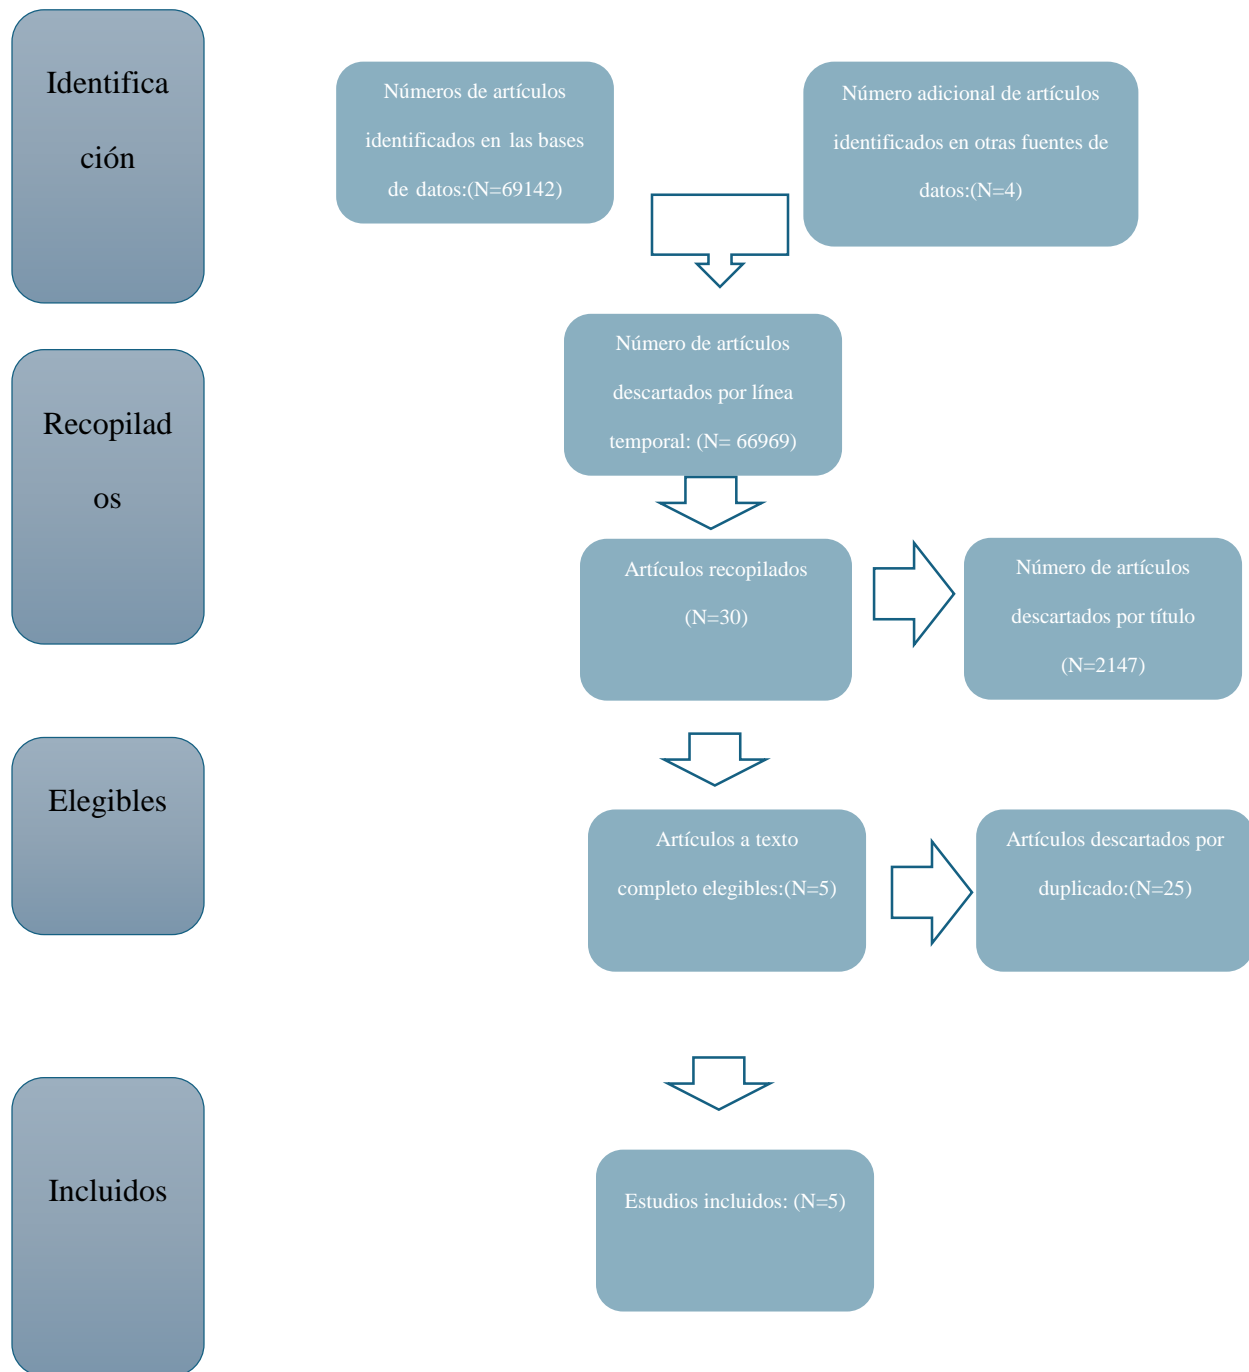 Identifica
ción
Números de artículos
identificados en las bases
de datos:(N=69142)
Número adicional de artículos
identificados en otras fuentes de
datos:(N=4)
Recopilad
os
Número de artículos
descartados por línea
temporal: (N= 66969)
Artículos recopilados
(N=30)
Número de artículos
descartados por título
(N=2147)
Elegibles
Artículos a texto
completo elegibles:(N=5)
Artículos descartados por
duplicado:(N=25)
Incluidos
Estudios incluidos: (N=5)